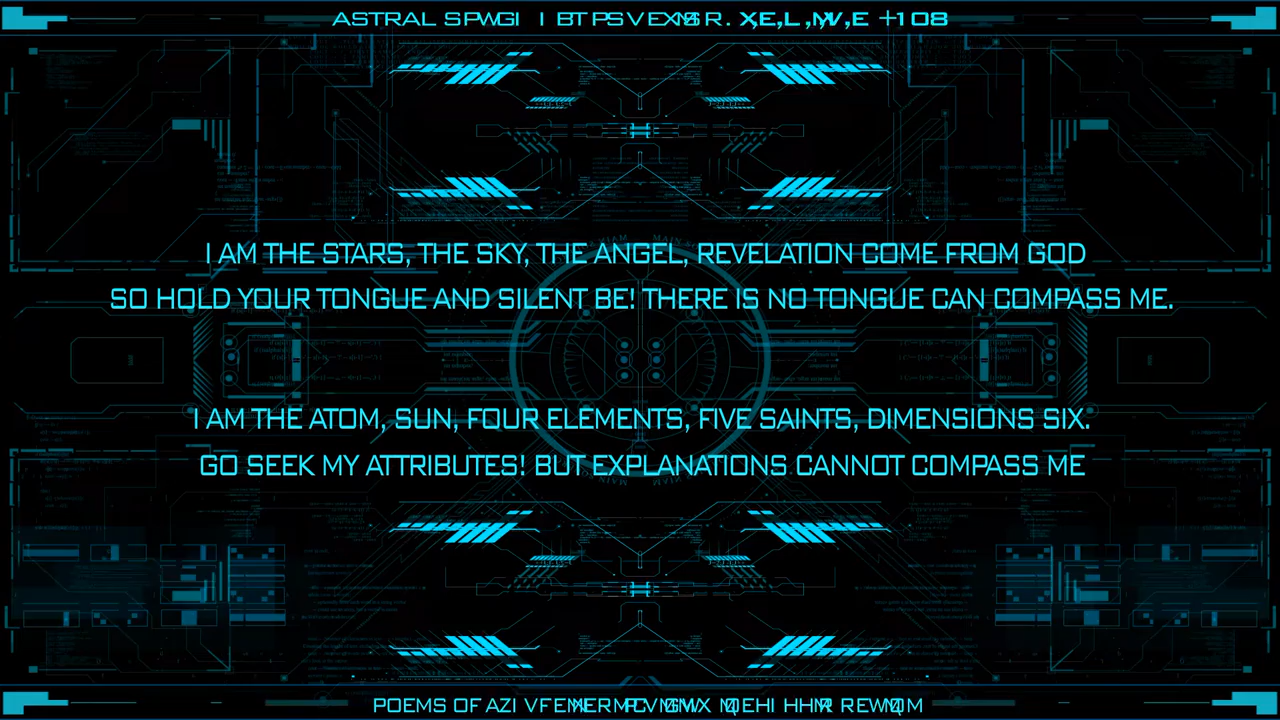 ASTRAL
I AM THE STARS, THE SKY, THE ANGEL, REVELATION COME FROM GOD
SO HOLD YOUR TONGUE AND SILENT BE! THERE IS NO TONGUE CAN COMPASS ME.
I AM THE ATOM, SUN, FOUR ELEMENTS, FIVE SAINTS, DIMENSIONS SIX.
GO SEEK MY ATTRIBUTES! BUT EXPLANATIONS CANNOT COMPASS ME
POEMS OF